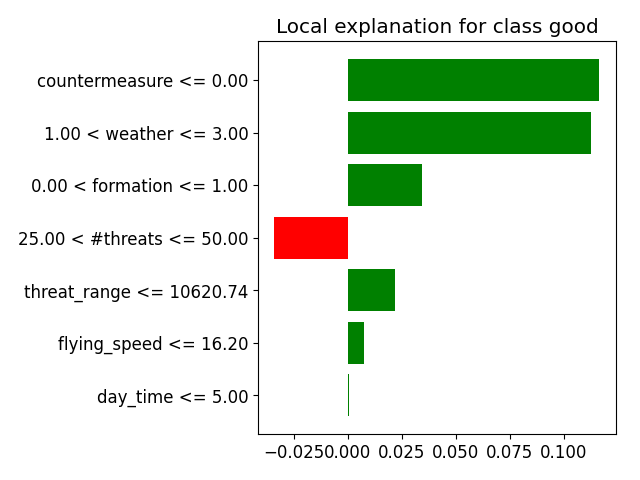 Local explanation for class good
countermeasure <= 0.00
1.00 < weather <= 3.00
0.00 < formation <= 1.00
25.00 < #threats <= 50.00
threat_range <= 10620.74
flying_speed <= 16.20
day_time <= 5.00
−0.025 0.000 0.025 0.050 0.075 0.100